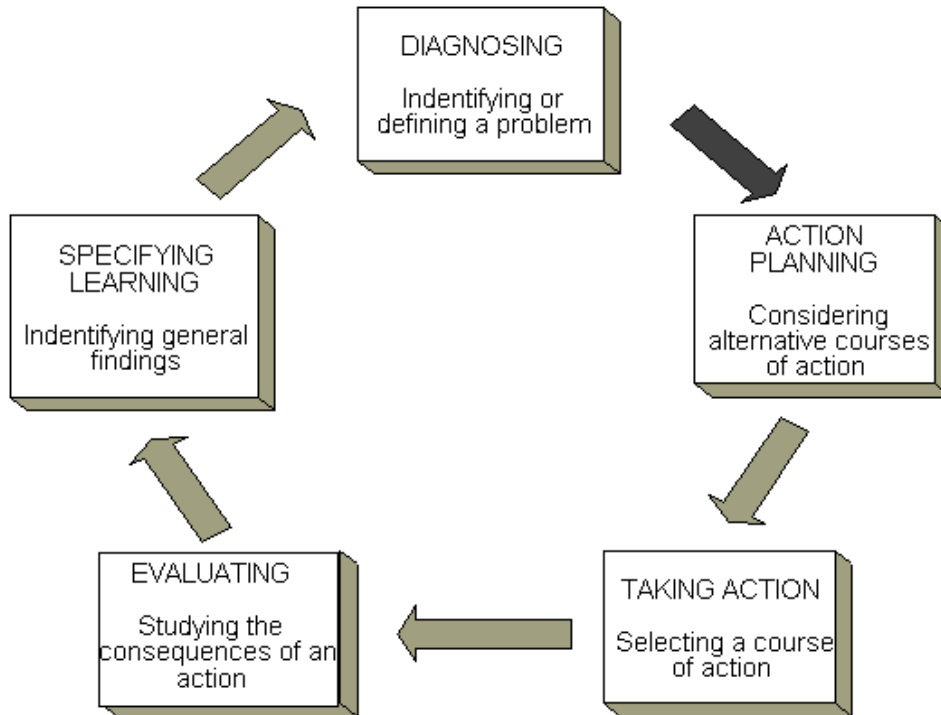 DIAGNOSING
Indentifying or
defining a problem
ACTION
PLANNING
Considering
alternative courses
of action
TAKING ACTION
Selecting a course
of action
EVALUATING
Studying the
consequences of an
action
SPECIFYING
LEARNING
Indentifying general
findings